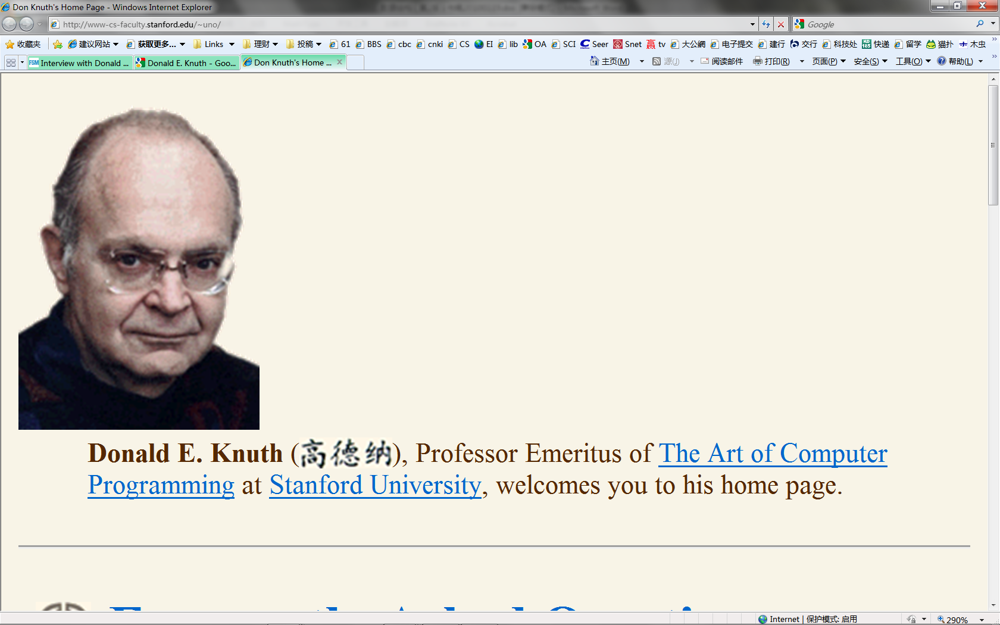 Don Knuth's Home Page - Windows Internet Explorer
http://www-cs-faculty.stanford.edu/~uno/
Google
收藏夹 建议网站 获取更多... Links 理财 投稿 61 BBS cbc cnki CS EI lib OA SCI Seer Snet 赢 tv 大公網 电子提交 建行 交行 科技处 快递 留学 猫扑 木虫
FSM Interview with Donald ... Donald E. Knuth - Goo... Don Knuth's Home ... 主页(M) 源(J) 阅读邮件 打印(R) 页面(P) 安全(S) 工具(O) 帮助(L)
Donald E. Knuth (高德纳), Professor Emeritus of The Art of Computer
Programming at Stanford University, welcomes you to his home page.
Internet | 保护模式: 启用 290%